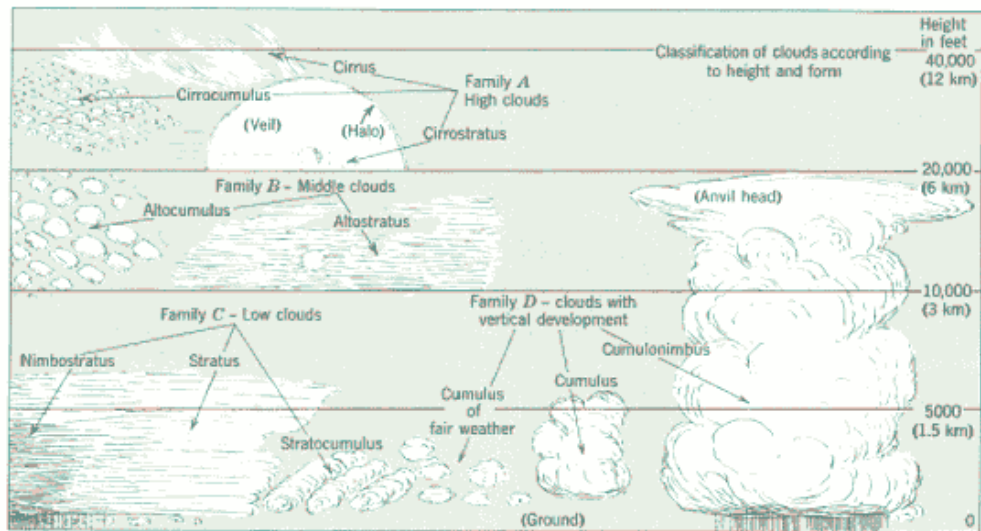 Height
in feet
40,000
(12 km)
Classification of clouds according
to height and form
Cirrus
Family A
High clouds
Cirrocumulus
(Veil)
(Halo)
Cirrostratus
20,000
(6 km)
Family B – Middle clouds
(Anvil head)
Altocumulus
Altostratus
10,000
(3 km)
Family C – Low clouds
Family D – clouds with
vertical development
Nimbostratus
Stratus
Cumulonimbus
Cumulus
of
fair weather
Cumulus
5000
(1.5 km)
Stratocumulus
(Ground)
0